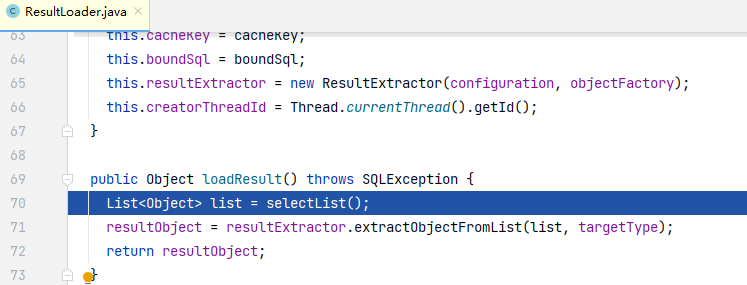 ResultLoader.java
63 this.cacheKey = cacheKey;
64 this.boundSql = boundSql;
65 this.resultExtractor = new ResultExtractor(configuration, objectFactory);
66 this.creatorThreadId = Thread.currentThread().getId();
67 }
68
69 public Object loadResult() throws SQLException {
70 List<Object> list = selectList();
71 resultObject = resultExtractor.extractObjectFromList(list, targetType);
72 return resultObject;
73 }